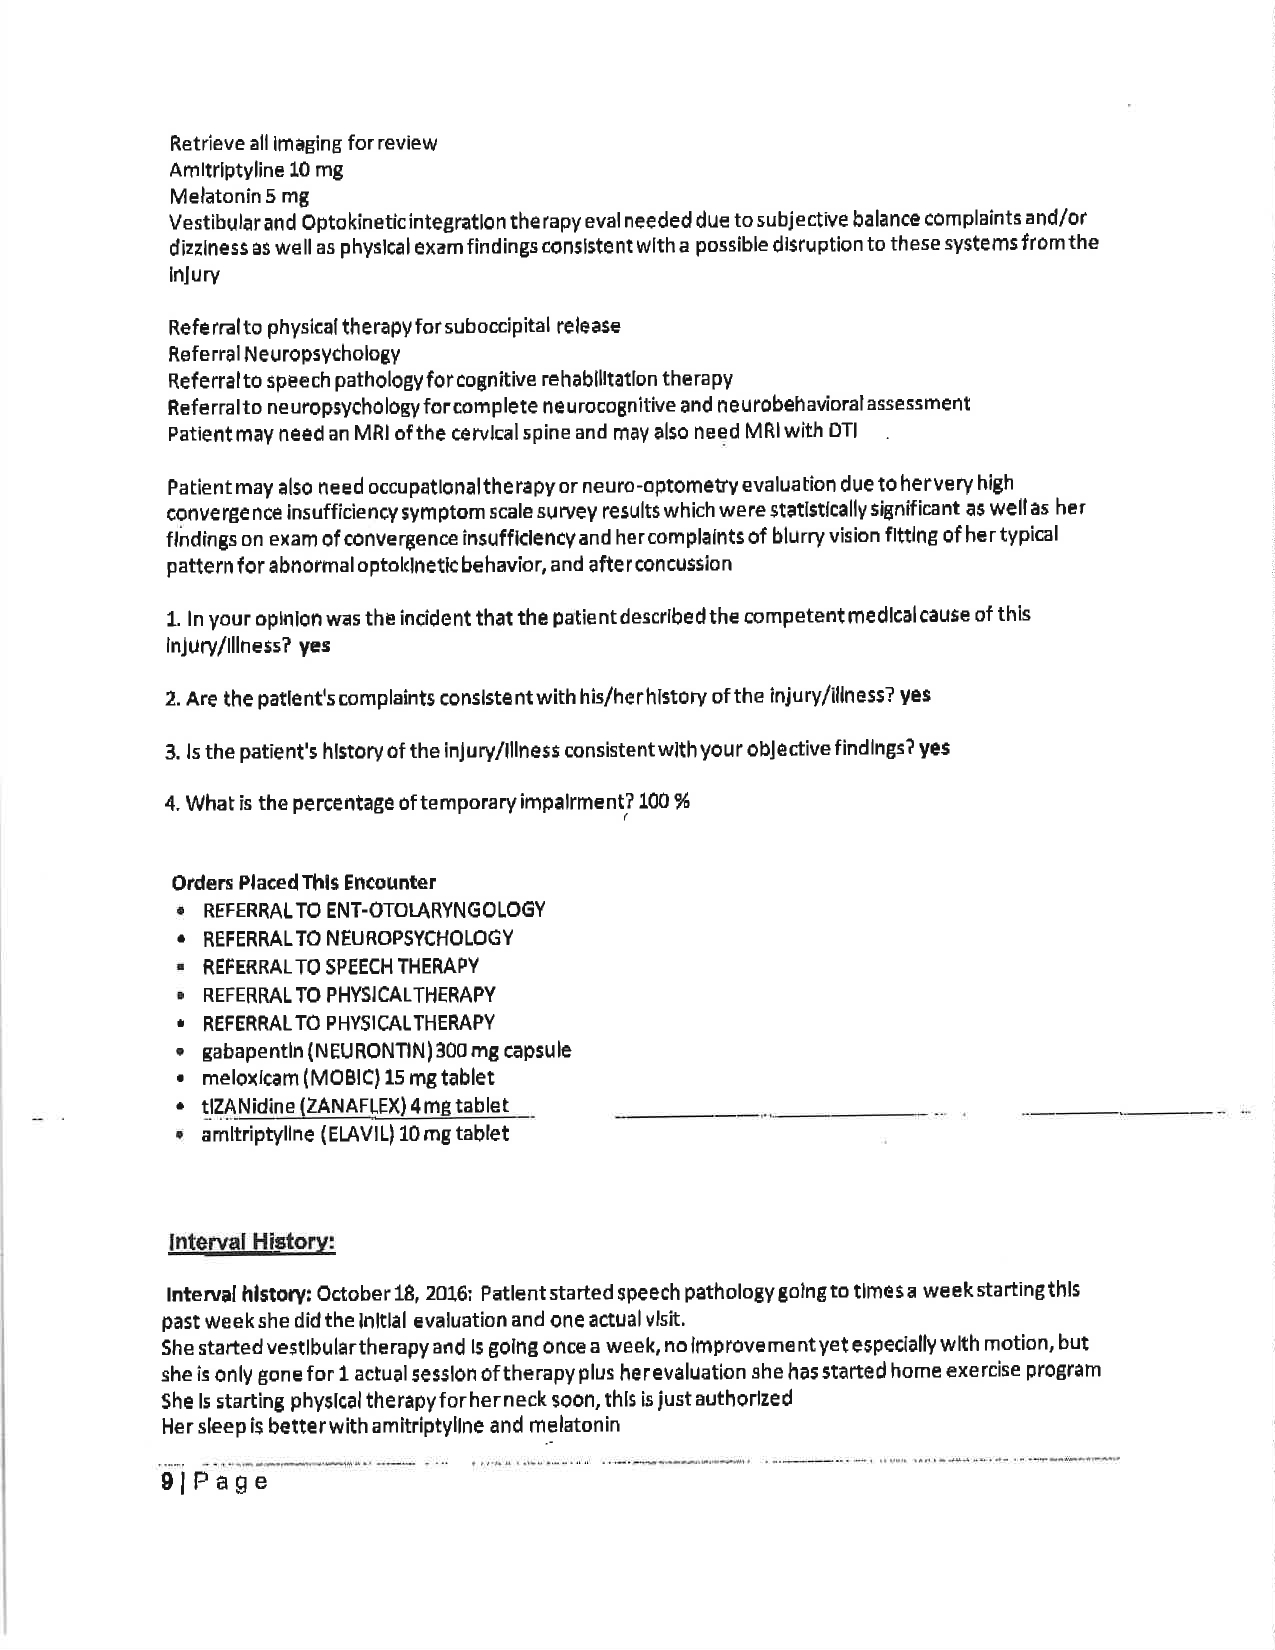 Retrieve all imaging for review
Amitriptyline 10 mg
Melatonin 5 mg
Vestibular and Optokinetic integration therapy eval needed due to subjective balance complaints and/or
dizziness as well as physical exam findings consistent with a possible disruption to these systems from the
injury
Referral to physical therapy for suboccipital release
Referral Neuropsychology
Referral to speech pathology for cognitive rehabilitation therapy
Referral to neuropsychology for complete neurocognitive and neurobehavioral assessment
Patient may need an MRI of the cervical spine and may also need MRI with DTI
Patient may also need occupational therapy or neuro-optometry evaluation due to her very high
convergence insufficiency symptom scale survey results which were statistically significant as well as her
findings on exam of convergence insufficiency and her complaints of blurry vision fitting of her typical
pattern for abnormal optokinetic behavior, and after concussion
1. In your opinion was the incident that the patient described the competent medical cause of this
injury/illness? yes
2. Are the patient's complaints consistent with his/her history of the injury/illness? yes
3. Is the patient's history of the injury/illness consistent with your objective findings? yes
4. What is the percentage of temporary impairment? 100 %
Orders Placed This Encounter
• REFERRAL TO ENT-OTOLARYNGOLOGY
• REFERRAL TO NEUROPSYCHOLOGY
• REFERRAL TO SPEECH THERAPY
• REFERRAL TO PHYSICAL THERAPY
• REFERRAL TO PHYSICAL THERAPY
• gabapentin (NEURONTIN) 300 mg capsule
• meloxicam (MOBIC) 15 mg tablet
• tiZANidine (ZANAFLEX) 4 mg tablet
• amitriptyline (ELAVIL) 10 mg tablet
Interval History:
Interval history: October 18, 2016: Patient started speech pathology going to times a week starting this
past week she did the initial evaluation and one actual visit.
She started vestibular therapy and is going once a week, no improvement yet especially with motion, but
she is only gone for 1 actual session of therapy plus her evaluation she has started home exercise program
She is starting physical therapy for her neck soon, this is just authorized
Her sleep is better with amitriptyline and melatonin
9 | Page